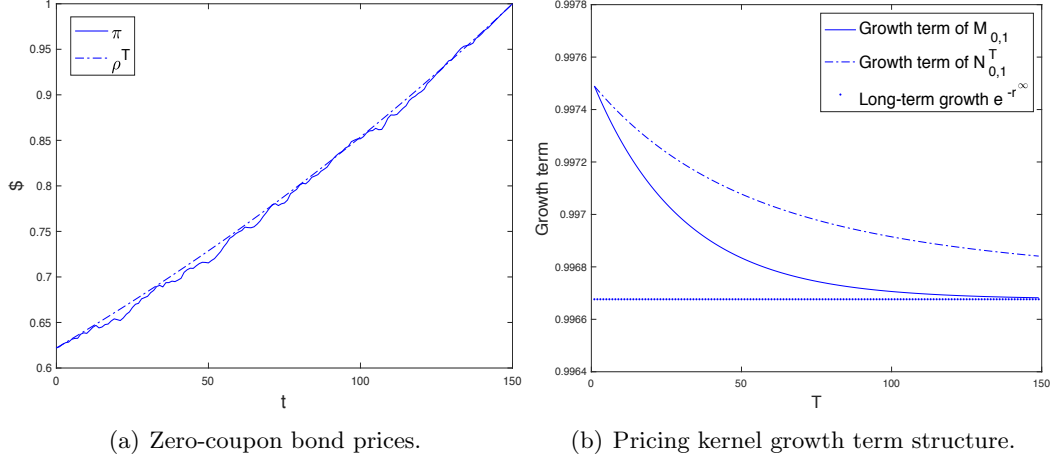 1
0.95
0.9
0.85
0.8
0.75
0.7
0.65
0.6
$
0
50
100
150
t
π
ρ^T
(a) Zero-coupon bond prices.
0.9978
0.9976
0.9974
0.9972
0.997
0.9968
0.9966
0.9964
Growth term
0
50
100
150
T
Growth term of M_{0,1}
Growth term of N^T_{0,1}
Long-term growth e^{-r^∞}
(b) Pricing kernel growth term structure.